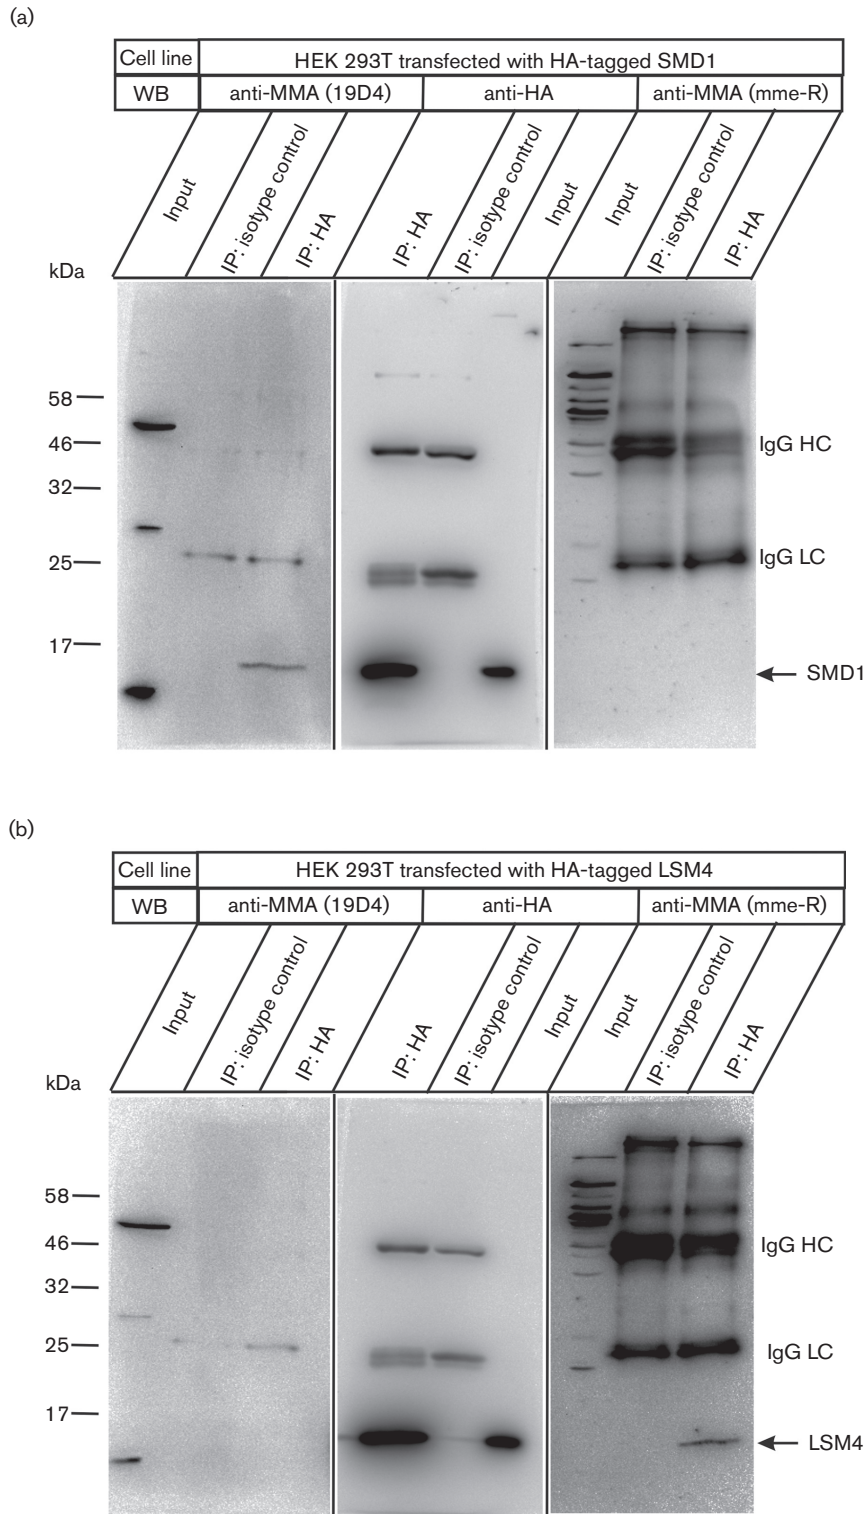 (a)
Cell line HEK 293T transfected with HA-tagged SMD1
WB anti-MMA (19D4) anti-HA anti-MMA (mme-R)
Input IP: isotype control IP: HA IP: HA IP: isotype control Input Input IP: isotype control IP: HA
kDa
58
46 IgG HC
32
25 IgG LC
17
SMD1
(b)
Cell line HEK 293T transfected with HA-tagged LSM4
WB anti-MMA (19D4) anti-HA anti-MMA (mme-R)
Input IP: isotype control IP: HA IP: HA IP: isotype control Input Input IP: isotype control IP: HA
kDa
58
46 IgG HC
32
25 IgG LC
17
LSM4